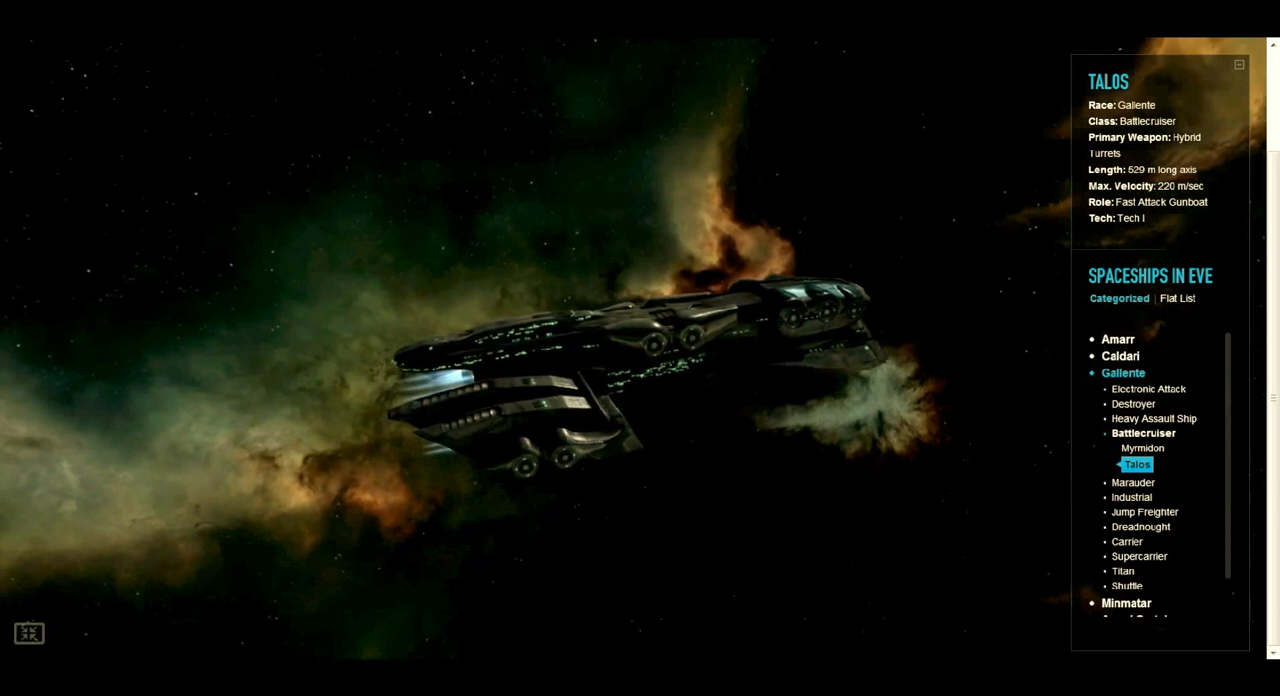 TALOS
Race: Gallente
Class: Battlecruiser
Primary Weapon: Hybrid
Turrets
Length: 529 m long axis
Max. Velocity: 220 m/sec
Role: Fast Attack Gunboat
Tech: Tech I
SPACESHIPS IN EVE
Categorized | Flat List
Amarr
Caldari
Gallente
Electronic Attack
Destroyer
Heavy Assault Ship
Battlecruiser
Myrmidon
Talos
Marauder
Industrial
Jump Freighter
Dreadnought
Carrier
Supercarrier
Titan
Shuttle
Minmatar